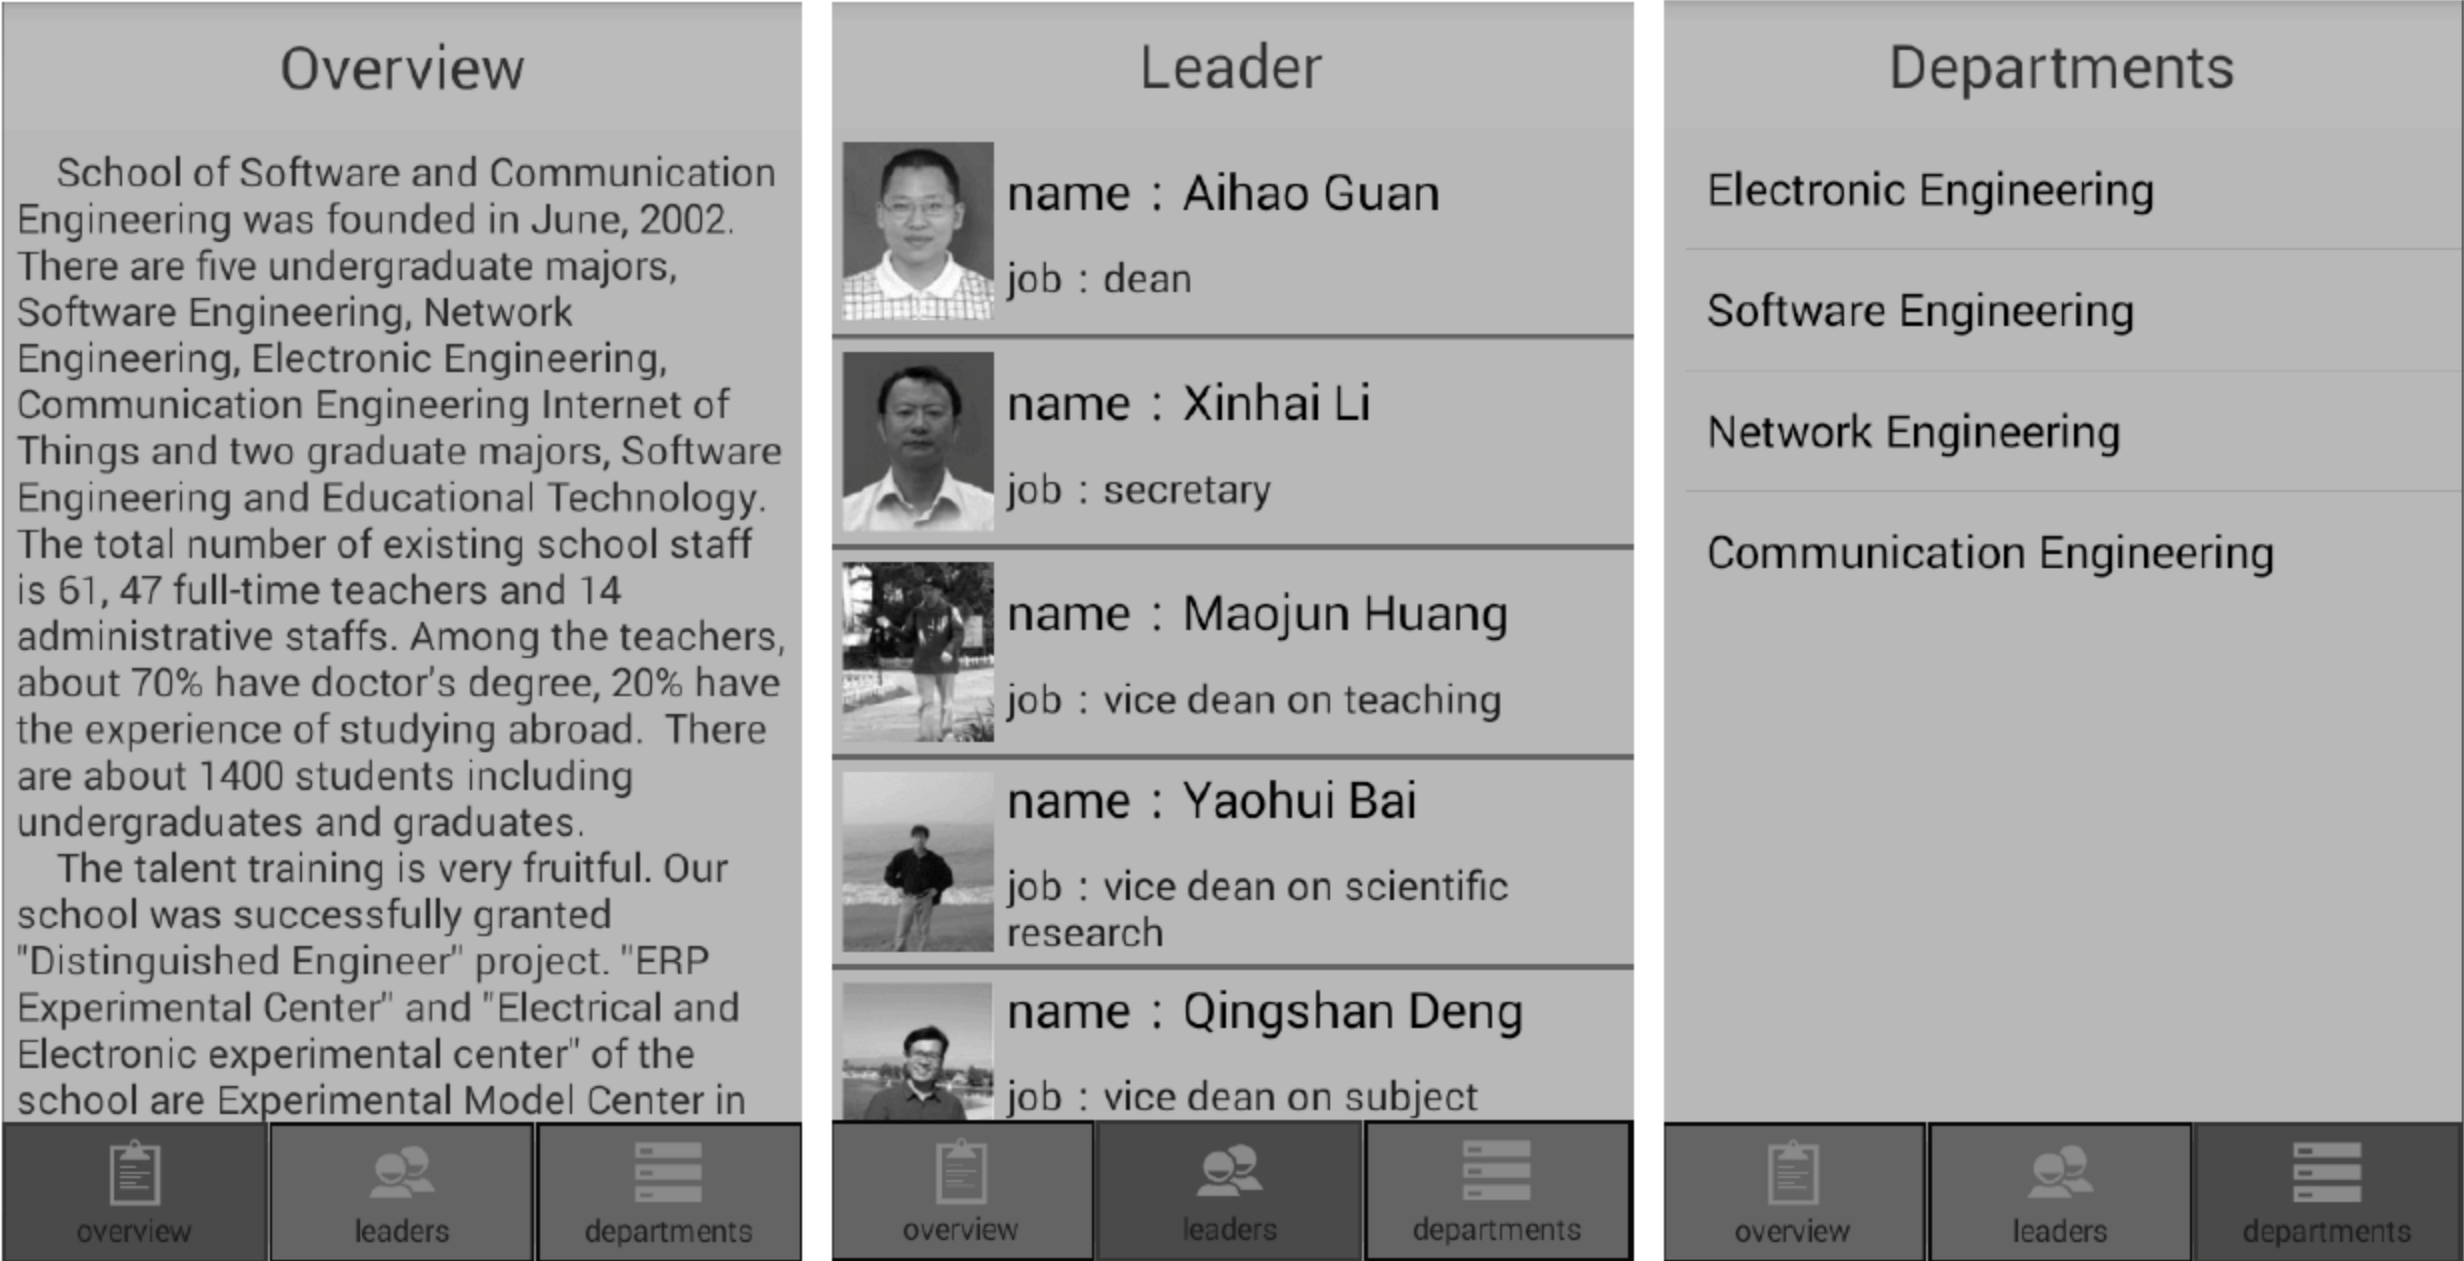 Overview
School of Software and Communication
Engineering was founded in June, 2002.
There are five undergraduate majors,
Software Engineering, Network
Engineering, Electronic Engineering,
Communication Engineering Internet of
Things and two graduate majors, Software
Engineering and Educational Technology.
The total number of existing school staff
is 61, 47 full-time teachers and 14
administrative staffs. Among the teachers,
about 70% have doctor's degree, 20% have
the experience of studying abroad.  There
are about 1400 students including
undergraduates and graduates.
The talent training is very fruitful. Our
school was successfully granted
"Distinguished Engineer" project. "ERP
Experimental Center" and "Electrical and
Electronic experimental center" of the
school are Experimental Model Center in
overview
leaders
departments
Leader
name : Aihao Guan
job : dean
name : Xinhai Li
job : secretary
name : Maojun Huang
job : vice dean on teaching
name : Yaohui Bai
job : vice dean on scientific
research
name : Qingshan Deng
job : vice dean on subject
overview
leaders
departments
Departments
Electronic Engineering
Software Engineering
Network Engineering
Communication Engineering
overview
leaders
departments